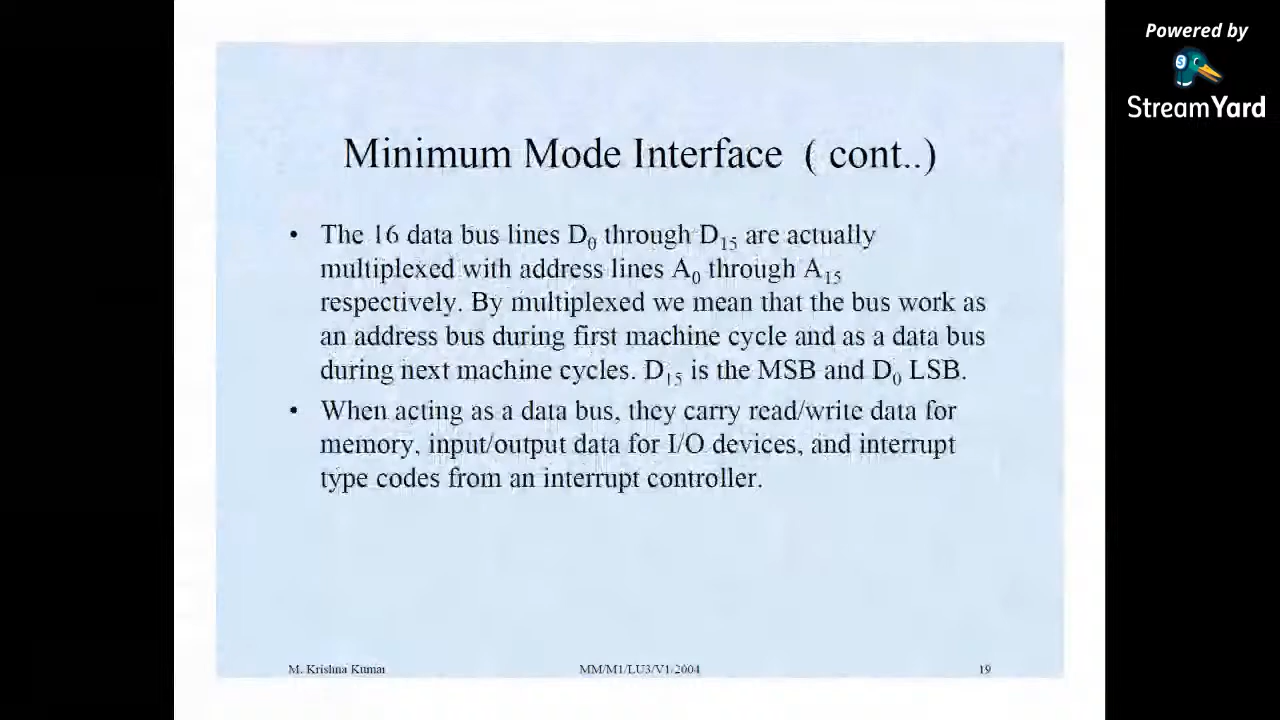 Powered by
StreamYard
Minimum Mode Interface ( cont..)
• The 16 data bus lines D₀ through D₁₅ are actually
multiplexed with address lines A₀ through A₁₅
respectively. By multiplexed we mean that the bus work as
an address bus during first machine cycle and as a data bus
during next machine cycles. D₁₅ is the MSB and D₀ LSB.
• When acting as a data bus, they carry read/write data for
memory, input/output data for I/O devices, and interrupt
type codes from an interrupt controller.
M. Krishna Kumar
MM/M1/LU3/V1-2004
19